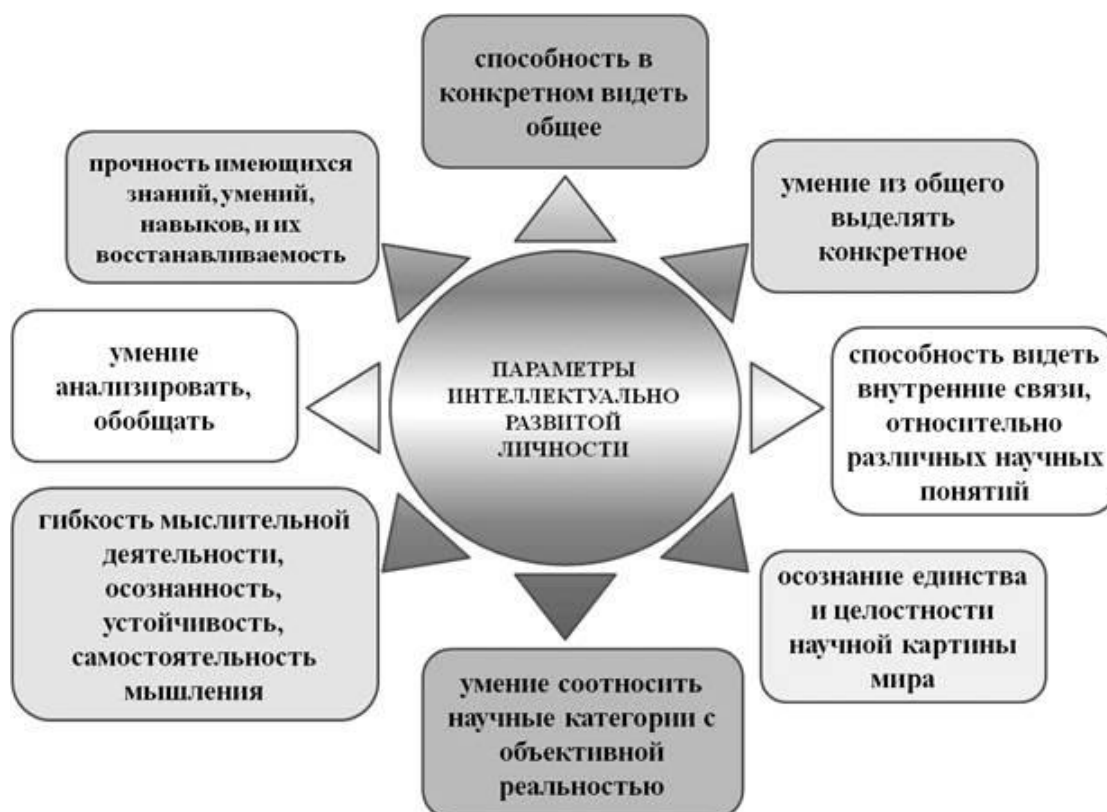 способность в
конкретном видеть
общее
прочность имеющихся
знаний, умений,
навыков, и их
восстанавливаемость
умение из общего
выделять
конкретное
умение
анализировать,
обобщать
ПАРАМЕТРЫ
ИНТЕЛЛЕКТУАЛЬНО
РАЗВИТОЙ
ЛИЧНОСТИ
способность видеть
внутренние связи,
относительно
различных научных
понятий
гибкость мыслительной
деятельности,
осознанность,
устойчивость,
самостоятельность
мышления
осознание единства
и целостности
научной картины
мира
умение соотносить
научные категории с
объективной
реальностью